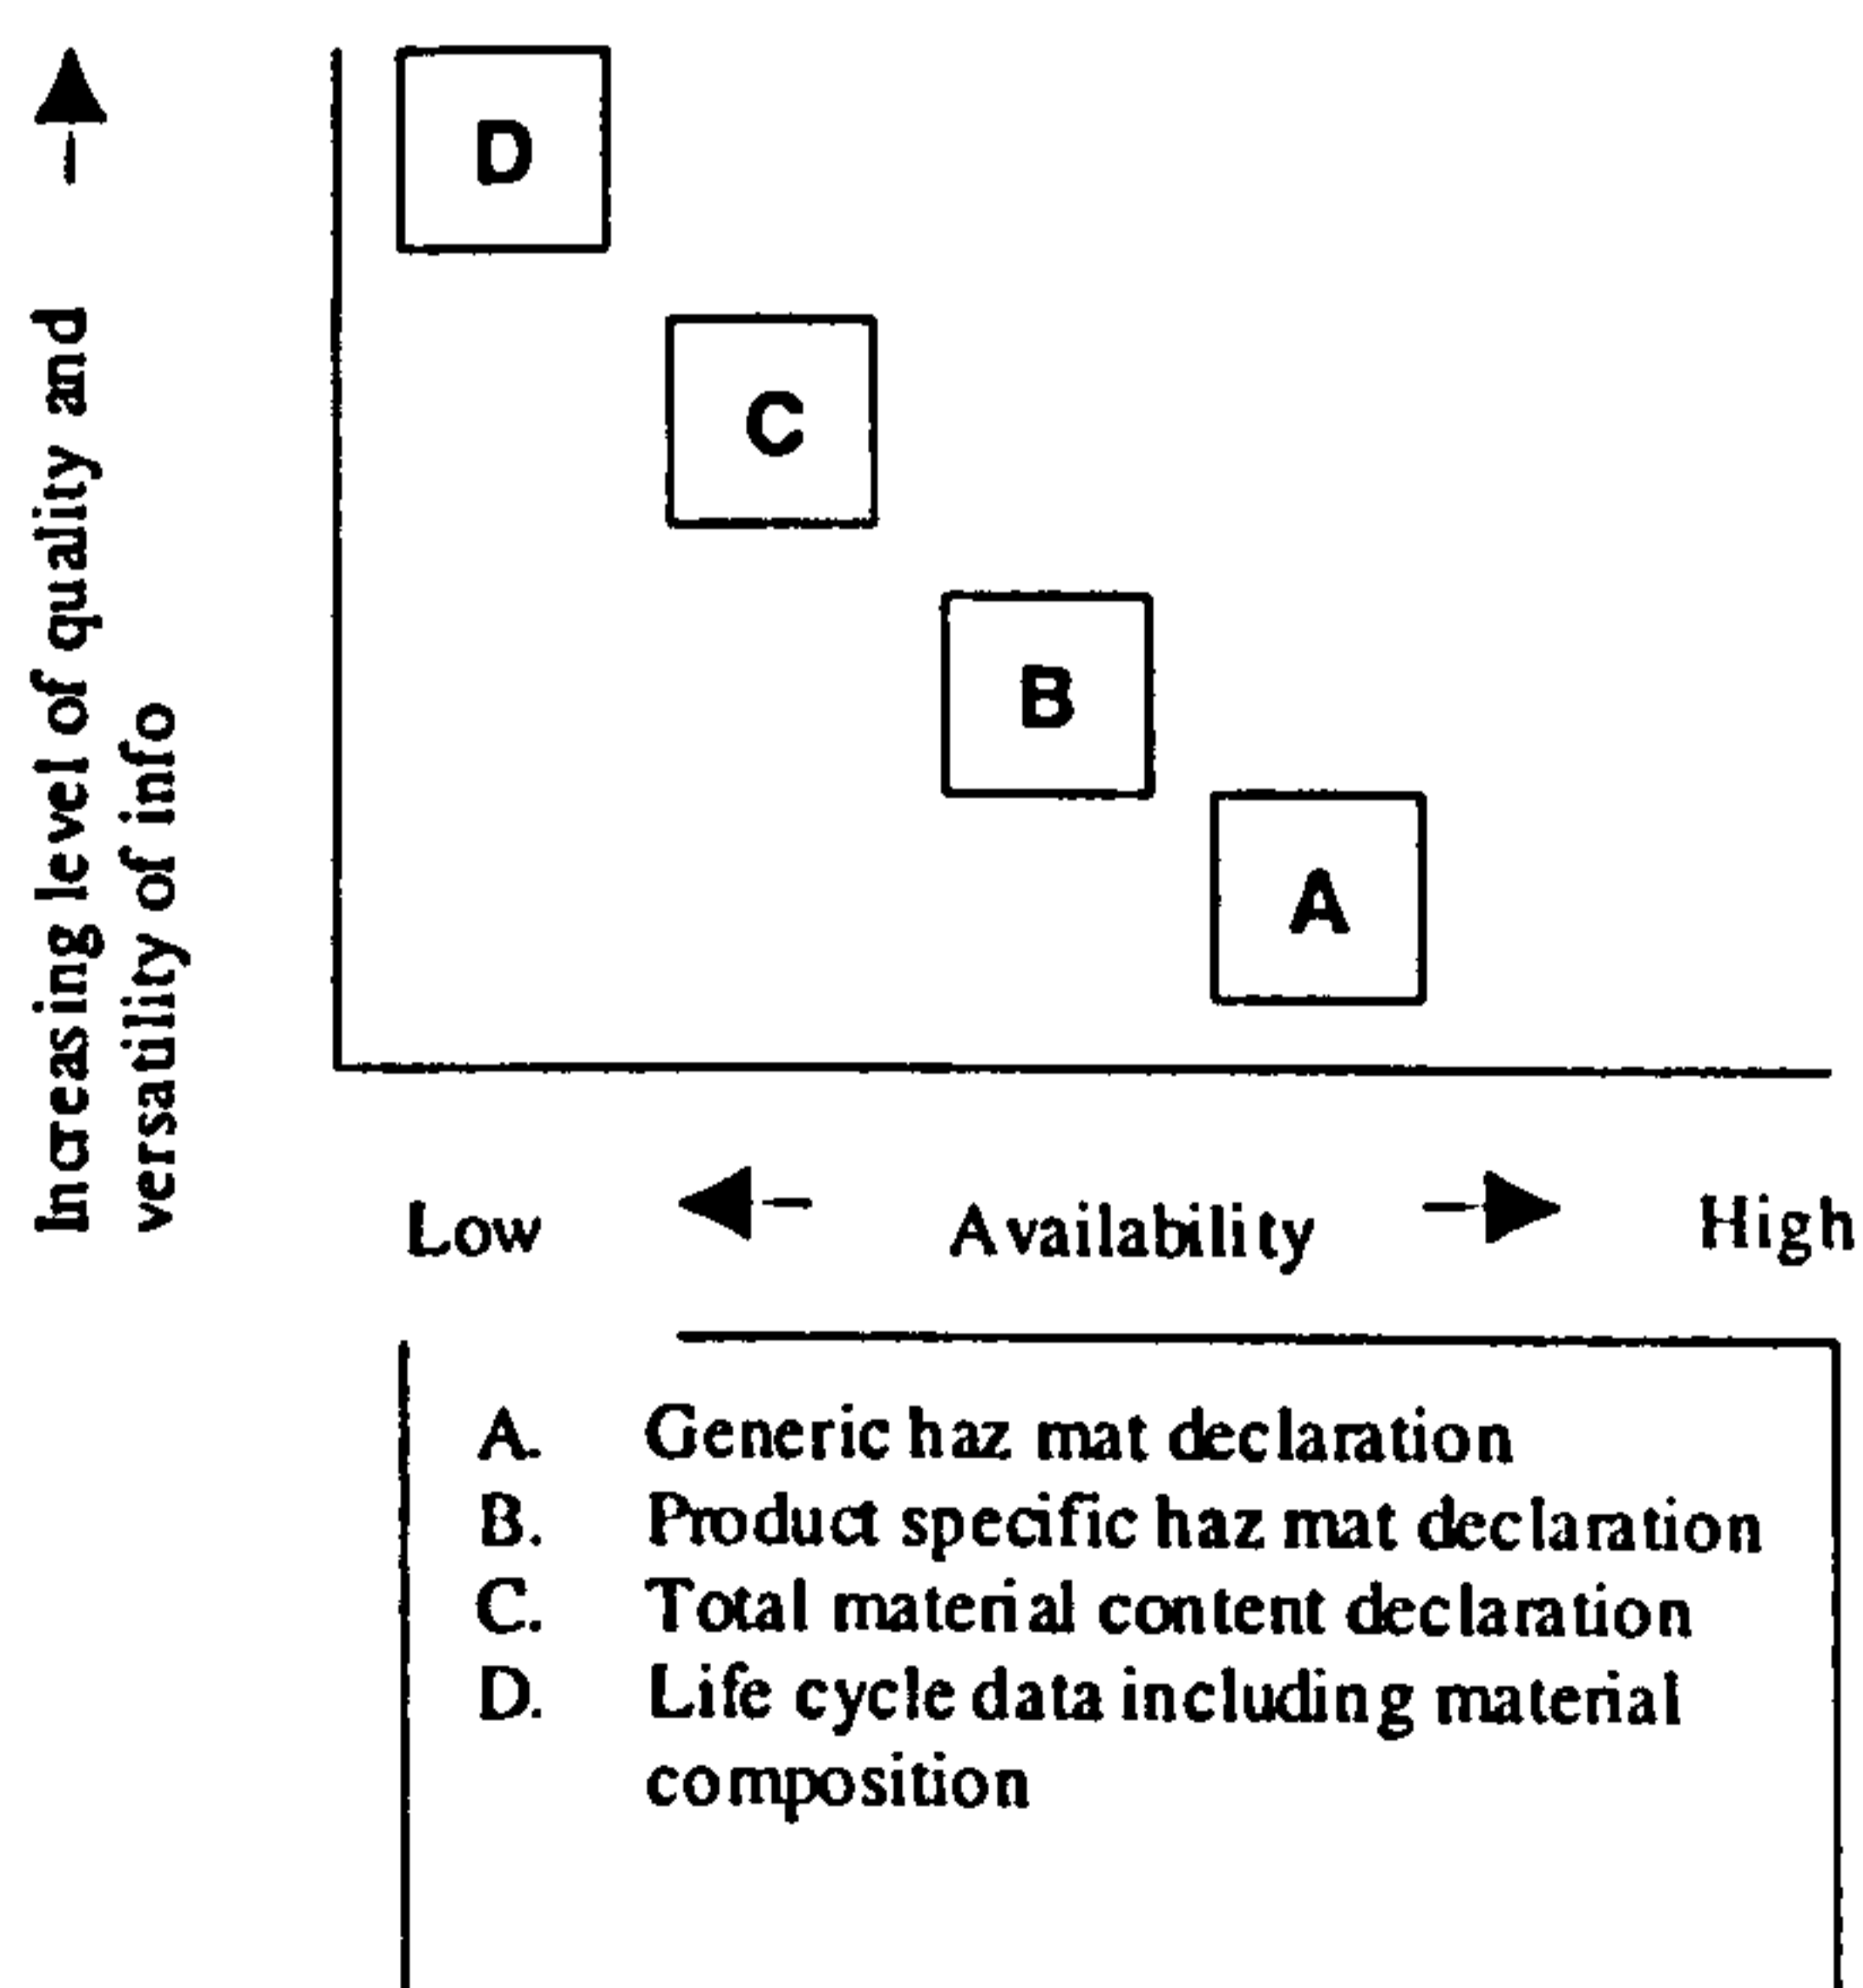 Increasing level of quality and
versatility of info
D
C
B
A
Low
Availability
High
A. Generic haz mat declaration
B. Product specific haz mat declaration
C. Total material content declaration
D. Life cycle data including material
composition